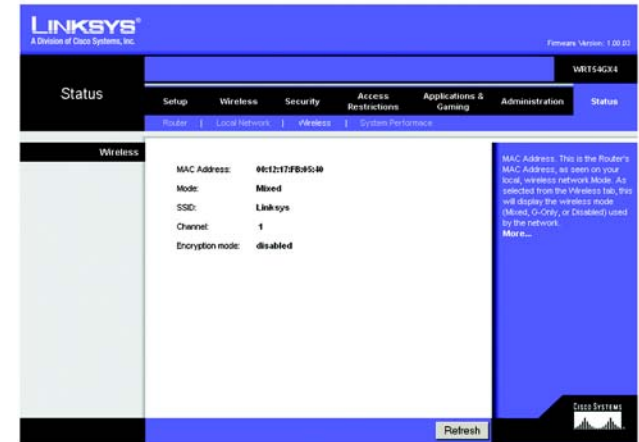 LINKSYS®
A Division of Cisco Systems, Inc.
Firmware Version: 1.00.03
WRT54GX4
Status
Setup Wireless Security Access Restrictions Applications & Gaming Administration Status
Router | Local Network | Wireless | System Performace
Wireless
MAC Address: 00:12:17:FB:05:40
Mode: Mixed
SSID: Linksys
Channel: 1
Encryption mode: disabled
MAC Address. This is the Router's
MAC Address, as seen on your
local, wireless network.Mode. As
selected from the Wireless tab, this
will display the wireless mode
(Mixed, G-Only, or Disabled) used
by the network.
More...
CISCO SYSTEMS
Refresh